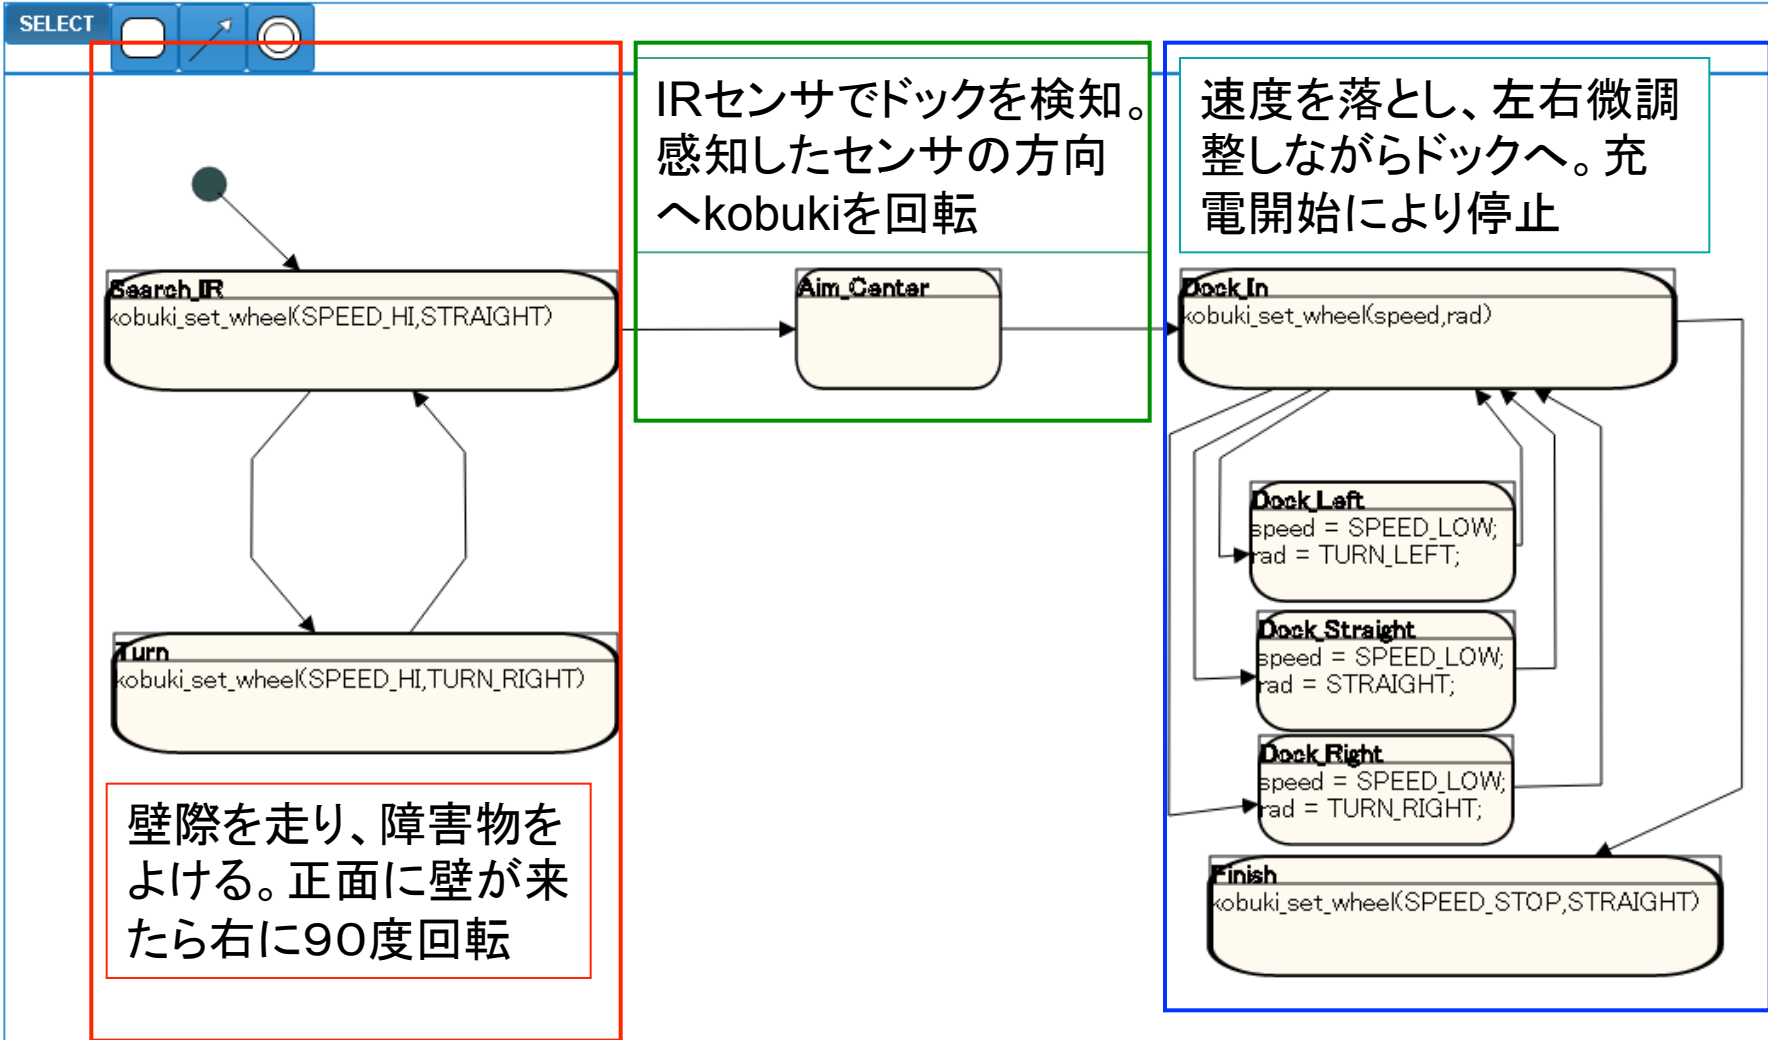 SELECT
IRセンサでドックを検知。
感知したセンサの方向
へkobukiを回転
速度を落とし、左右微調
整しながらドックへ。充
電開始により停止
Search_IR
kobuki_set_wheel(SPEED_HI,STRAIGHT)
Aim_Center
Dock_In
kobuki_set_wheel(speed,rad)
Dock_Left
speed = SPEED_LOW;
rad = TURN_LEFT;
Dock_Straight
speed = SPEED_LOW;
rad = STRAIGHT;
Turn
kobuki_set_wheel(SPEED_HI,TURN_RIGHT)
Dock_Right
speed = SPEED_LOW;
rad = TURN_RIGHT;
壁際を走り、障害物を
よける。正面に壁が来
たら右に90度回転
Finish
kobuki_set_wheel(SPEED_STOP,STRAIGHT)